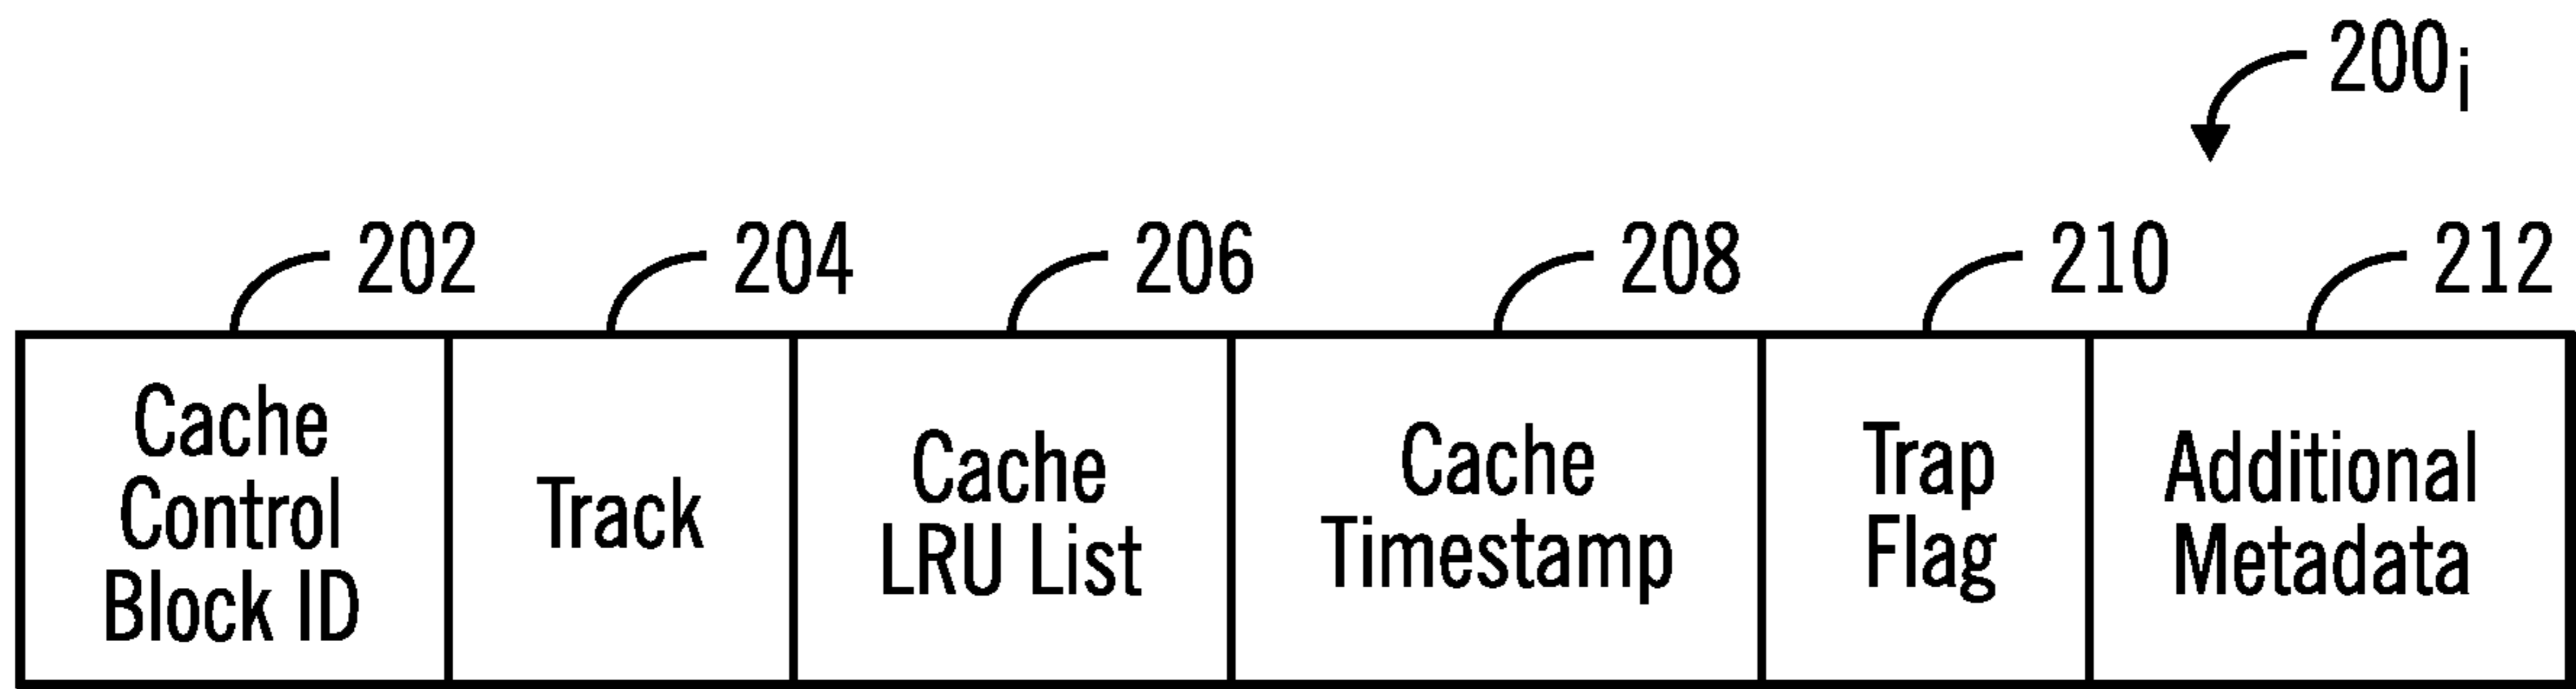 200i
202
204
206
208
210
212
Cache
Control
Block ID
Track
Cache
LRU List
Cache
Timestamp
Trap
Flag
Additional
Metadata